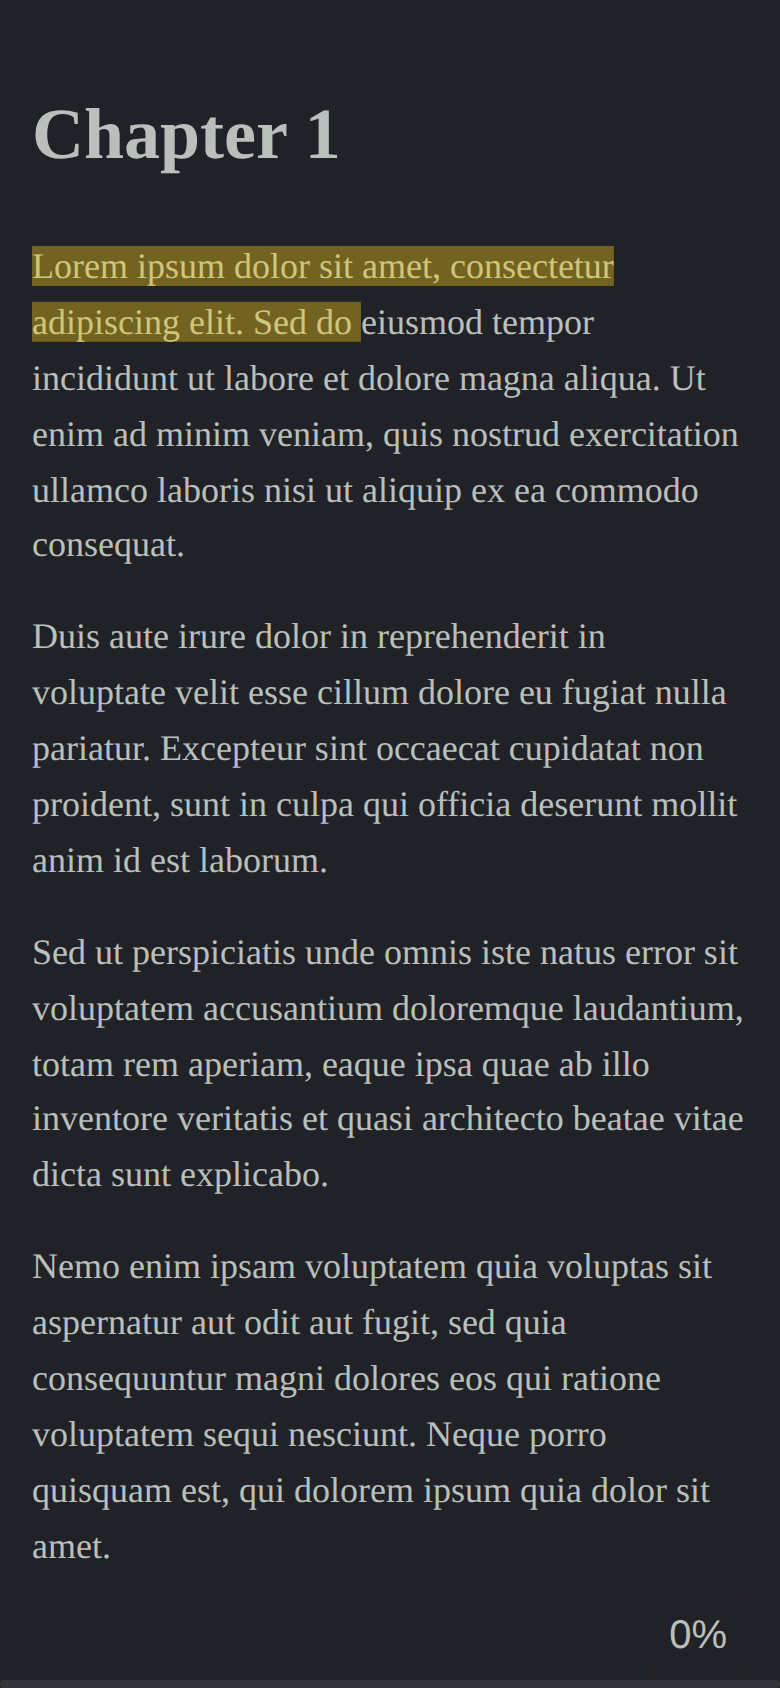 Chapter 1
Lorem ipsum dolor sit amet, consectetur
adipiscing elit. Sed do eiusmod tempor
incididunt ut labore et dolore magna aliqua. Ut
enim ad minim veniam, quis nostrud exercitation
ullamco laboris nisi ut aliquip ex ea commodo
consequat.
Duis aute irure dolor in reprehenderit in
voluptate velit esse cillum dolore eu fugiat nulla
pariatur. Excepteur sint occaecat cupidatat non
proident, sunt in culpa qui officia deserunt mollit
anim id est laborum.
Sed ut perspiciatis unde omnis iste natus error sit
voluptatem accusantium doloremque laudantium,
totam rem aperiam, eaque ipsa quae ab illo
inventore veritatis et quasi architecto beatae vitae
dicta sunt explicabo.
Nemo enim ipsam voluptatem quia voluptas sit
aspernatur aut odit aut fugit, sed quia
consequuntur magni dolores eos qui ratione
voluptatem sequi nesciunt. Neque porro
quisquam est, qui dolorem ipsum quia dolor sit
amet.
0%